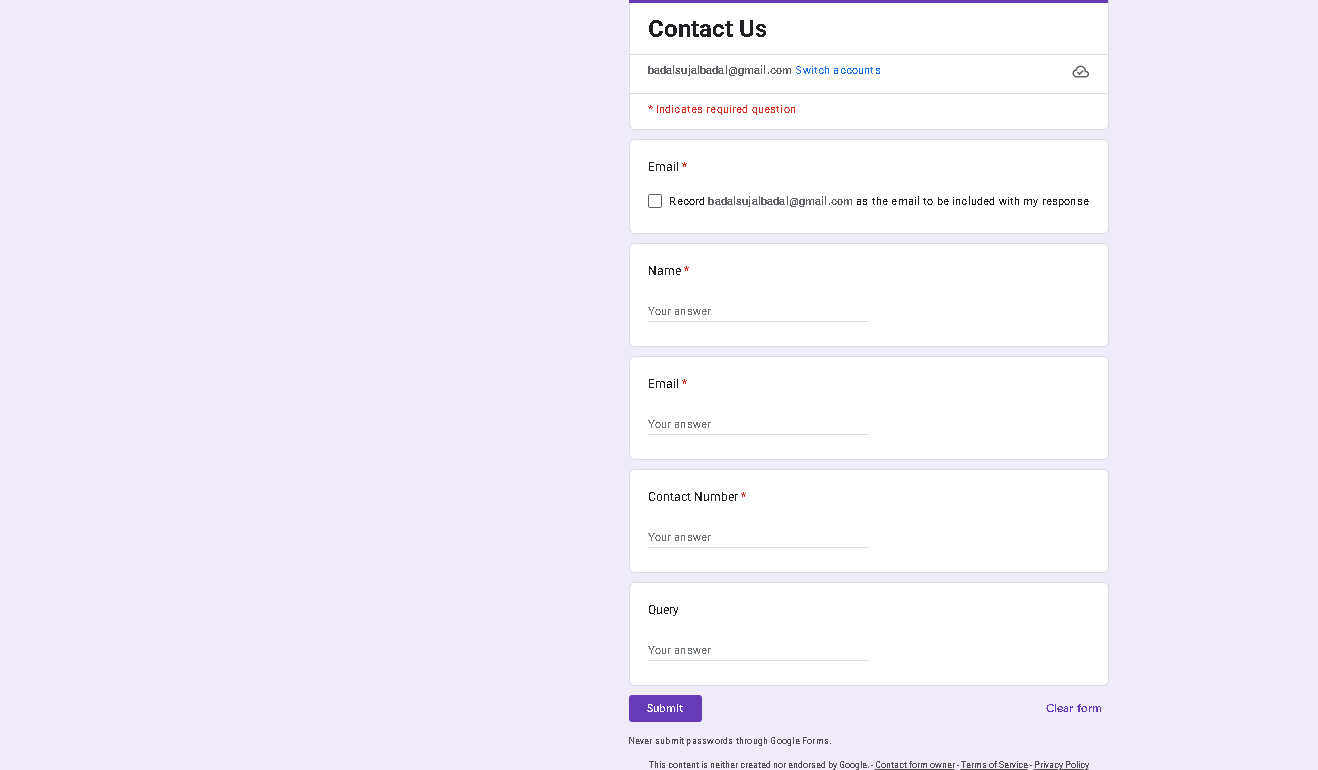 Contact Us
badalsujalbadal@gmail.com Switch accounts
* Indicates required question
Email *
Record badalsujalbadal@gmail.com as the email to be included with my response
Name *
Your answer
Email *
Your answer
Contact Number *
Your answer
Query
Your answer
Submit
Clear form
Never submit passwords through Google Forms.
This content is neither created nor endorsed by Google. - Contact form owner - Terms of Service - Privacy Policy